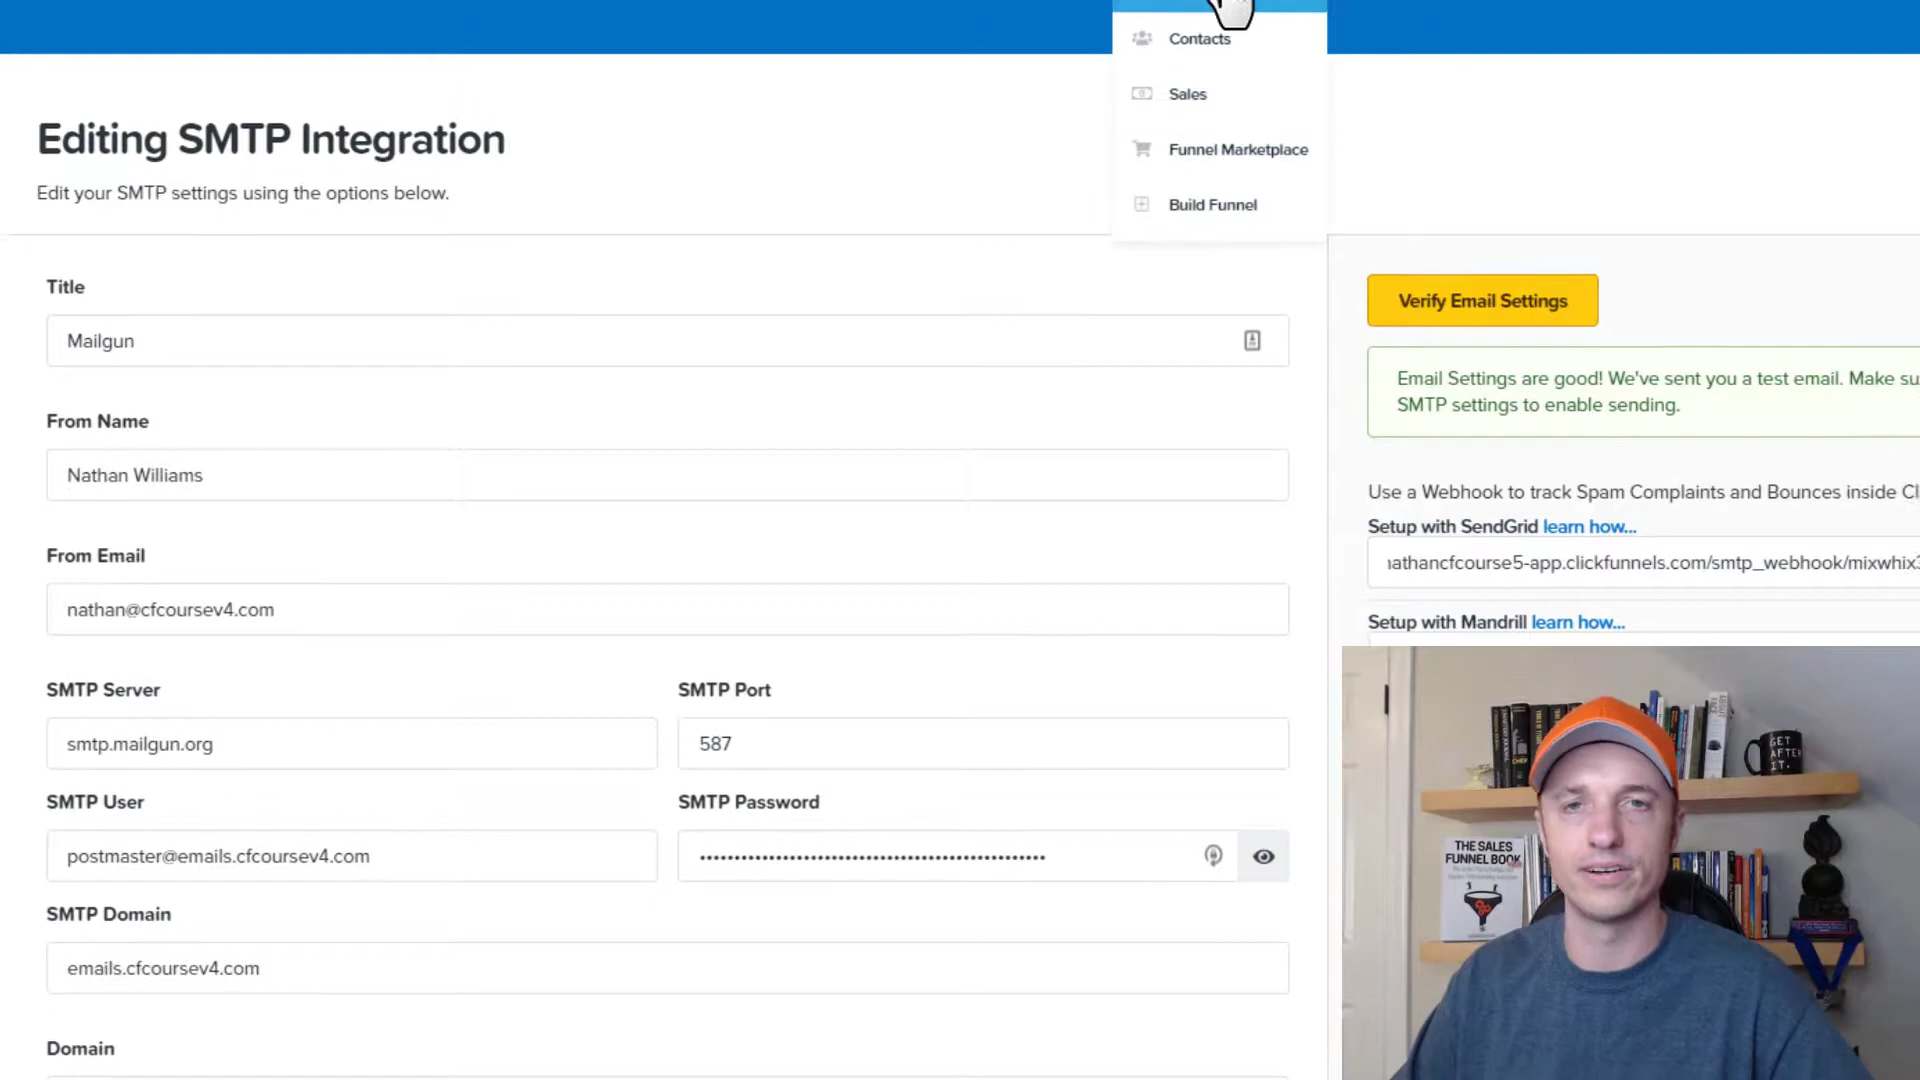 Contacts
Sales
Funnel Marketplace
Build Funnel
Editing SMTP Integration
Edit your SMTP settings using the options below.
Title
Mailgun
From Name
Nathan Williams
From Email
nathan@cfcoursev4.com
SMTP Server
smtp.mailgun.org
SMTP Port
587
SMTP User
postmaster@emails.cfcoursev4.com
SMTP Password
SMTP Domain
emails.cfcoursev4.com
Domain
Verify Email Settings
Email Settings are good! We've sent you a test email. Make su
SMTP settings to enable sending.
Use a Webhook to track Spam Complaints and Bounces inside Cl
Setup with SendGrid learn how...
nathancfcourse5-app.clickfunnels.com/smtp_webhook/mixwhix3
Setup with Mandrill learn how...
GET
AFTER
IT.
THE SALES
FUNNEL BOOK